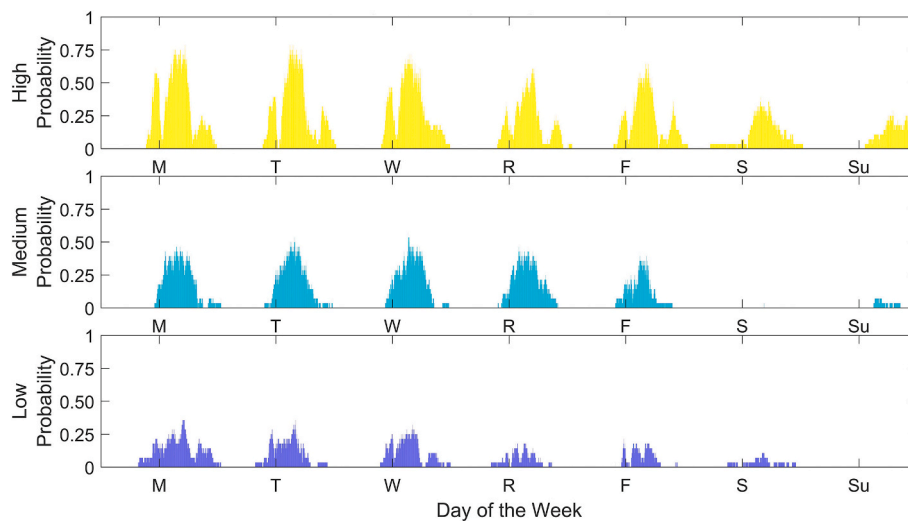 High
Probability
1
0.75
0.50
0.25
0
M T W R F S Su
Medium
Probability
1
0.75
0.50
0.25
0
M T W R F S Su
Low
Probability
1
0.75
0.50
0.25
0
M T W R F S Su
Day of the Week